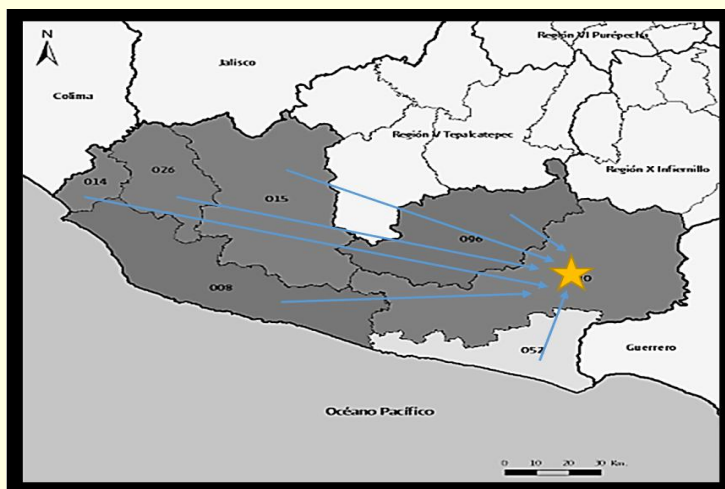 N
Región VI Purépecha
Jalisco
Colima
Región V Tepalcatepec
Región X Infiernillo
014
026
015
096
008
052
Guerrero
Océano Pacífico
0 10 20 30 Km.